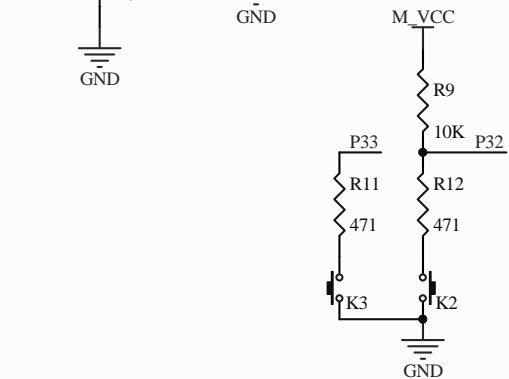 GND
M_VCC
GND
R9
10K
P33
P32
R11
R12
471
471
K3
K2
GND